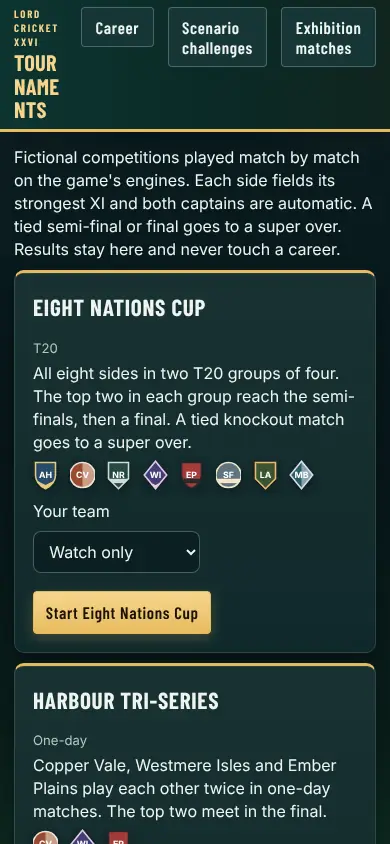 LORD
CRICKET
XXVI
TOUR
NAME
NTS
Career
Scenario
challenges
Exhibition
matches
Fictional competitions played match by match
on the game's engines. Each side fields its
strongest XI and both captains are automatic. A
tied semi-final or final goes to a super over.
Results stay here and never touch a career.
EIGHT NATIONS CUP
T20
All eight sides in two T20 groups of four.
The top two in each group reach the semi-
finals, then a final. A tied knockout match
goes to a super over.
AH CV NR WI EP SF LA MB
Your team
Watch only
Start Eight Nations Cup
HARBOUR TRI-SERIES
One-day
Copper Vale, Westmere Isles and Ember
Plains play each other twice in one-day
matches. The top two meet in the final.
CV WI EP